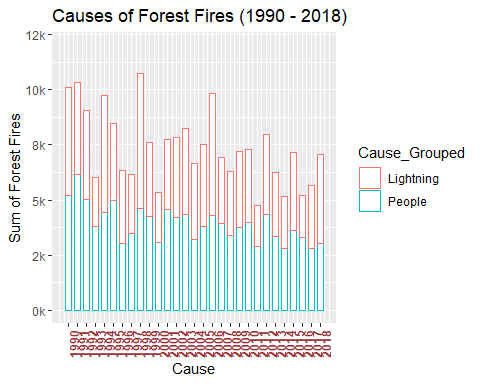 Causes of Forest Fires (1990 - 2018)
12k
10k
8k
5k
2k
0k
Sum of Forest Fires
1990
1991
1992
1993
1994
1995
1996
1997
1998
1999
2000
2001
2002
2003
2004
2005
2006
2007
2008
2009
2010
2011
2012
2013
2014
2015
2016
2017
2018
Cause
Cause_Grouped
Lightning
People